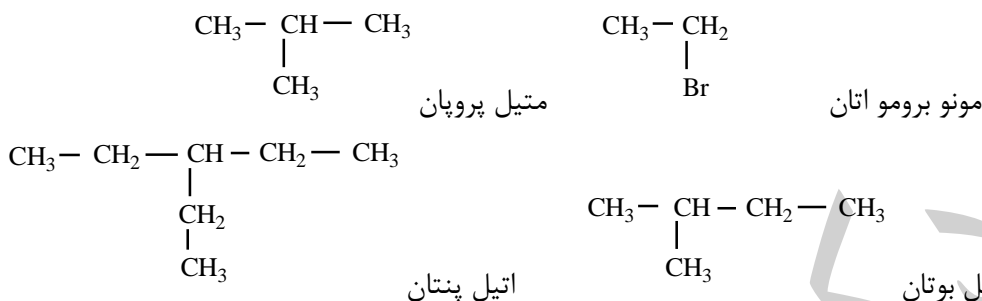 CH₃ — CH — CH₃ CH₃ — CH₂
CH₃ Br
متیل پروپان مونو برومو اتان
CH₃ — CH₂ — CH — CH₂ — CH₃
CH₂ CH₃ — CH — CH₂ — CH₃
CH₃ CH₃
اتیل پنتان بوتان